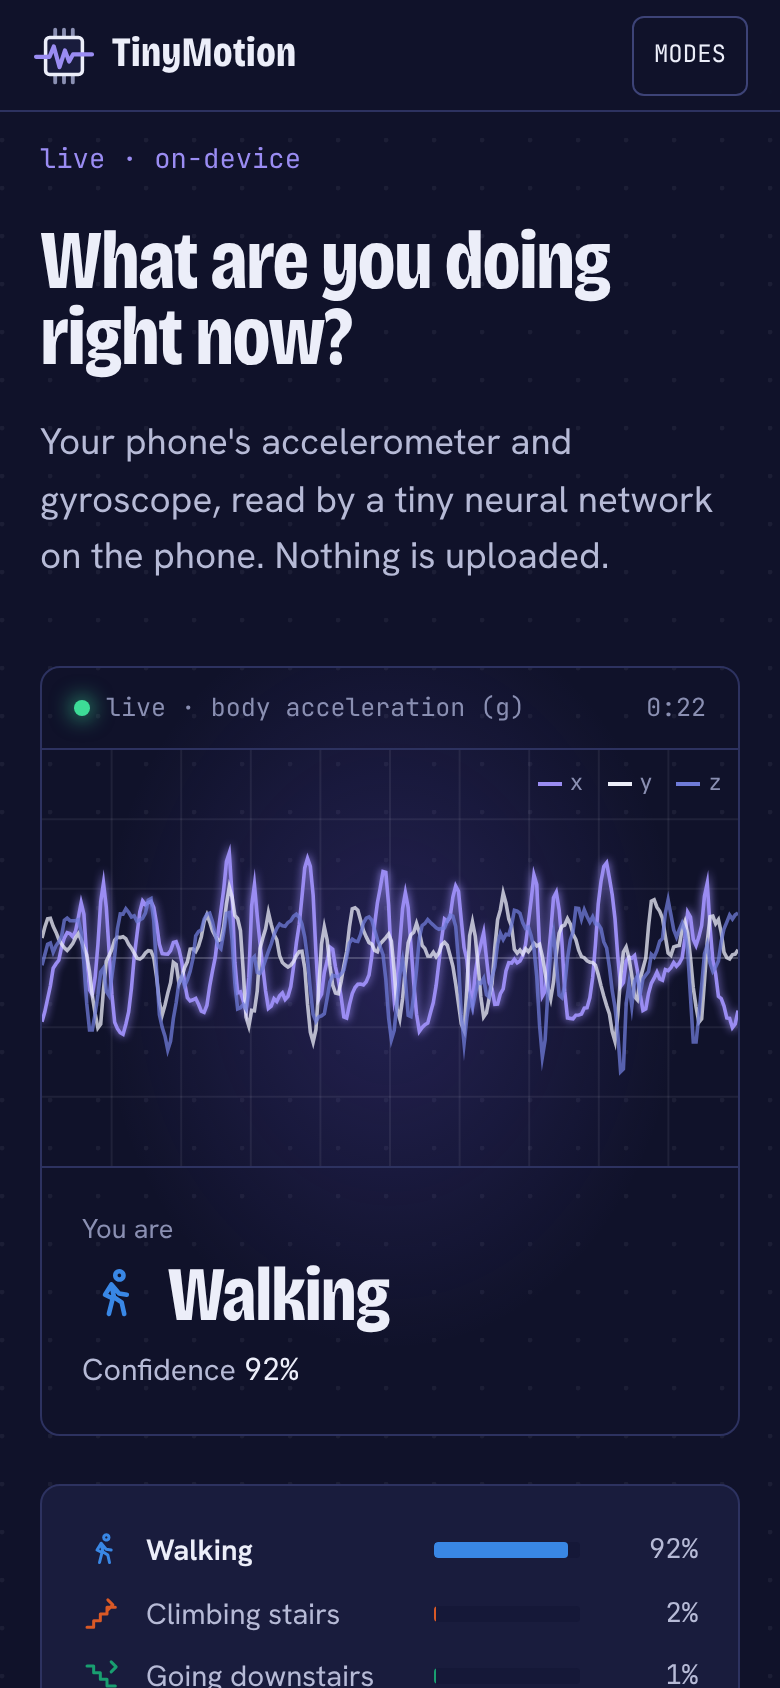 TinyMotion
MODES
live · on-device
What are you doing
right now?
Your phone's accelerometer and
gyroscope, read by a tiny neural network
on the phone. Nothing is uploaded.
live · body acceleration (g) 0:22
x y z
You are
Walking
Confidence 92%
Walking 92%
Climbing stairs 2%
Going downstairs 1%